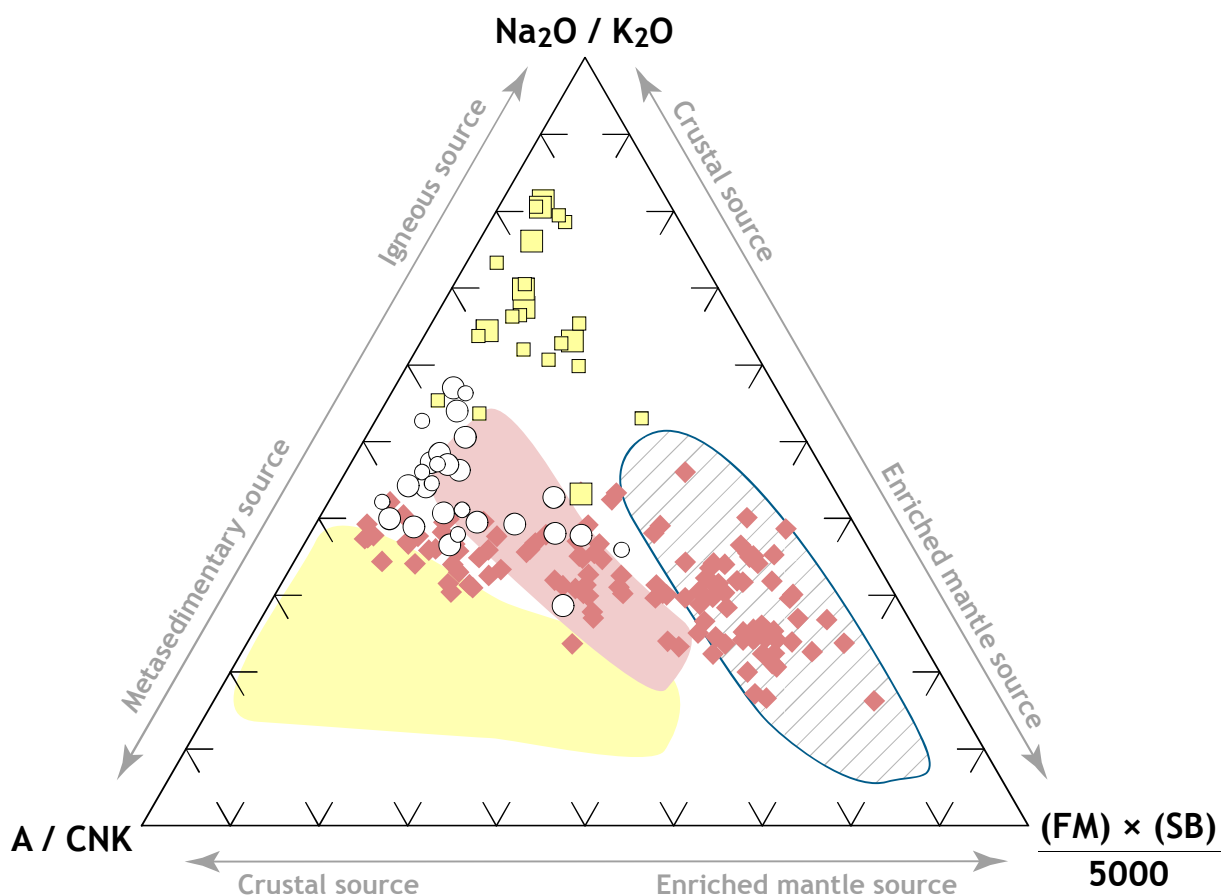 Na₂O / K₂O
Igneous source
Crustal source
Metasedimentary source
Enriched mantle source
A / CNK
(FM) × (SB)
5000
Crustal source
Enriched mantle source